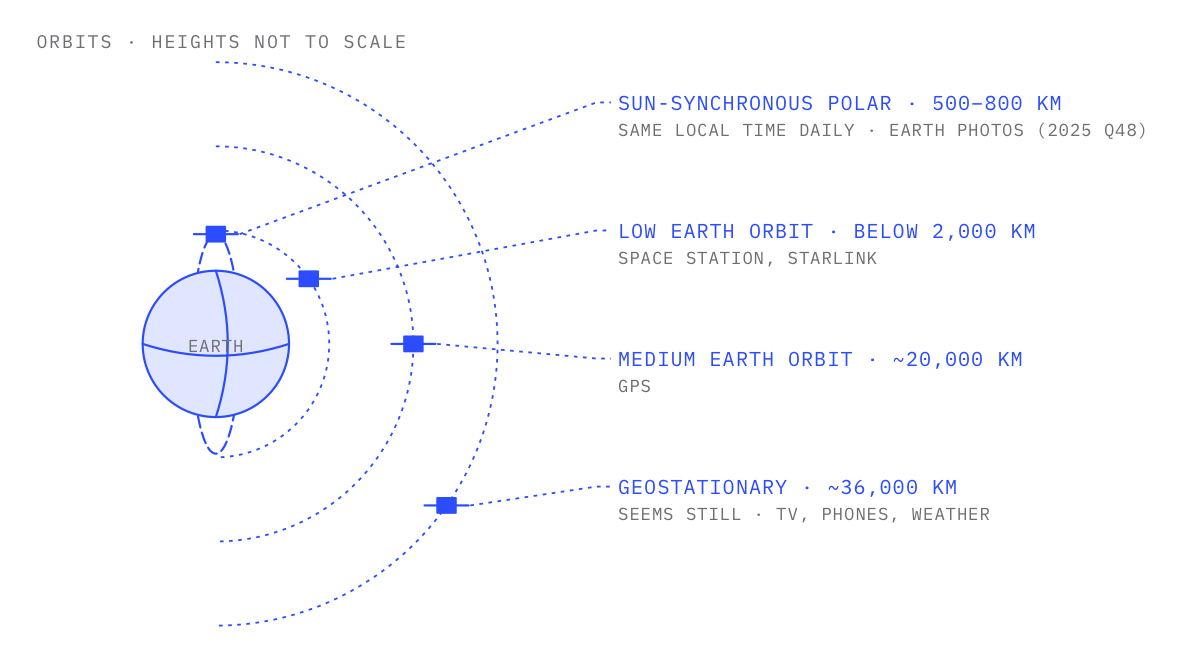 ORBITS · HEIGHTS NOT TO SCALE
SUN-SYNCHRONOUS POLAR · 500–800 KM
SAME LOCAL TIME DAILY · EARTH PHOTOS (2025 Q48)
LOW EARTH ORBIT · BELOW 2,000 KM
SPACE STATION, STARLINK
EARTH
MEDIUM EARTH ORBIT · ~20,000 KM
GPS
GEOSTATIONARY · ~36,000 KM
SEEMS STILL · TV, PHONES, WEATHER